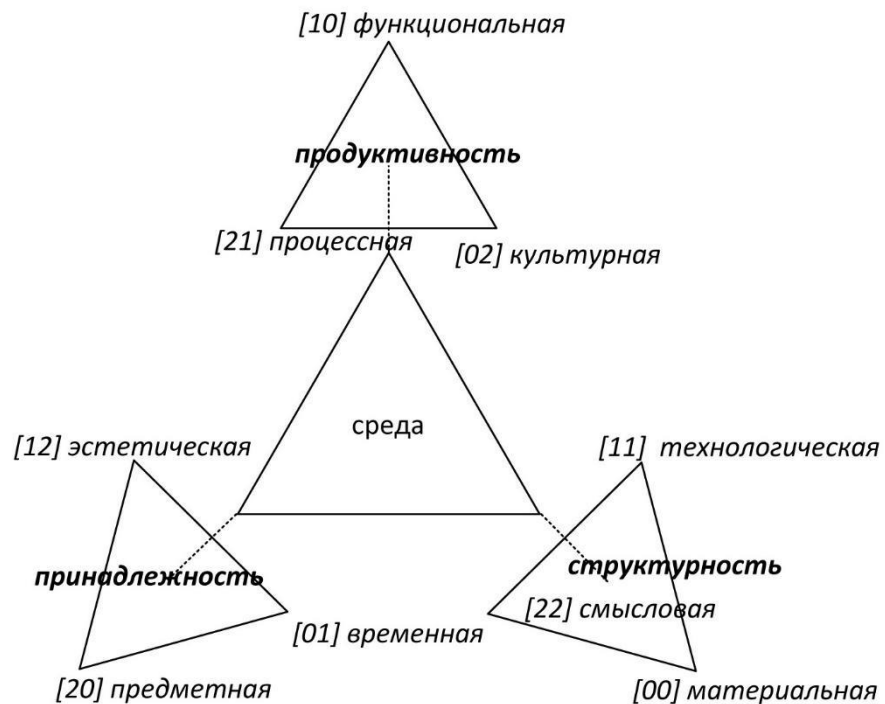 [10] функциональная
продуктивность
[21] процессная
[02] культурная
среда
[12] эстетическая
[11] технологическая
принадлежность
структурность
[22] смысловая
[01] временная
[20] предметная
[00] материальная